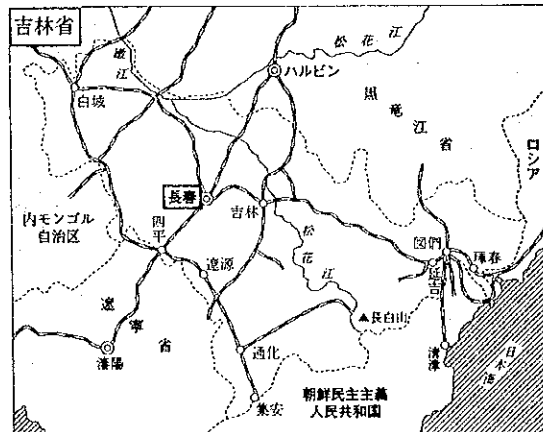 吉林省
松花江
嫩江
ハルビン
白城
黒竜江省
ロシア
長春
吉林
内モンゴル
自治区
四平
松花江
図們
琿春
延吉
遼源
遼寧省
▲長白山
瀋陽
通化
清津
日本海
集安
朝鮮民主主義
人民共和国